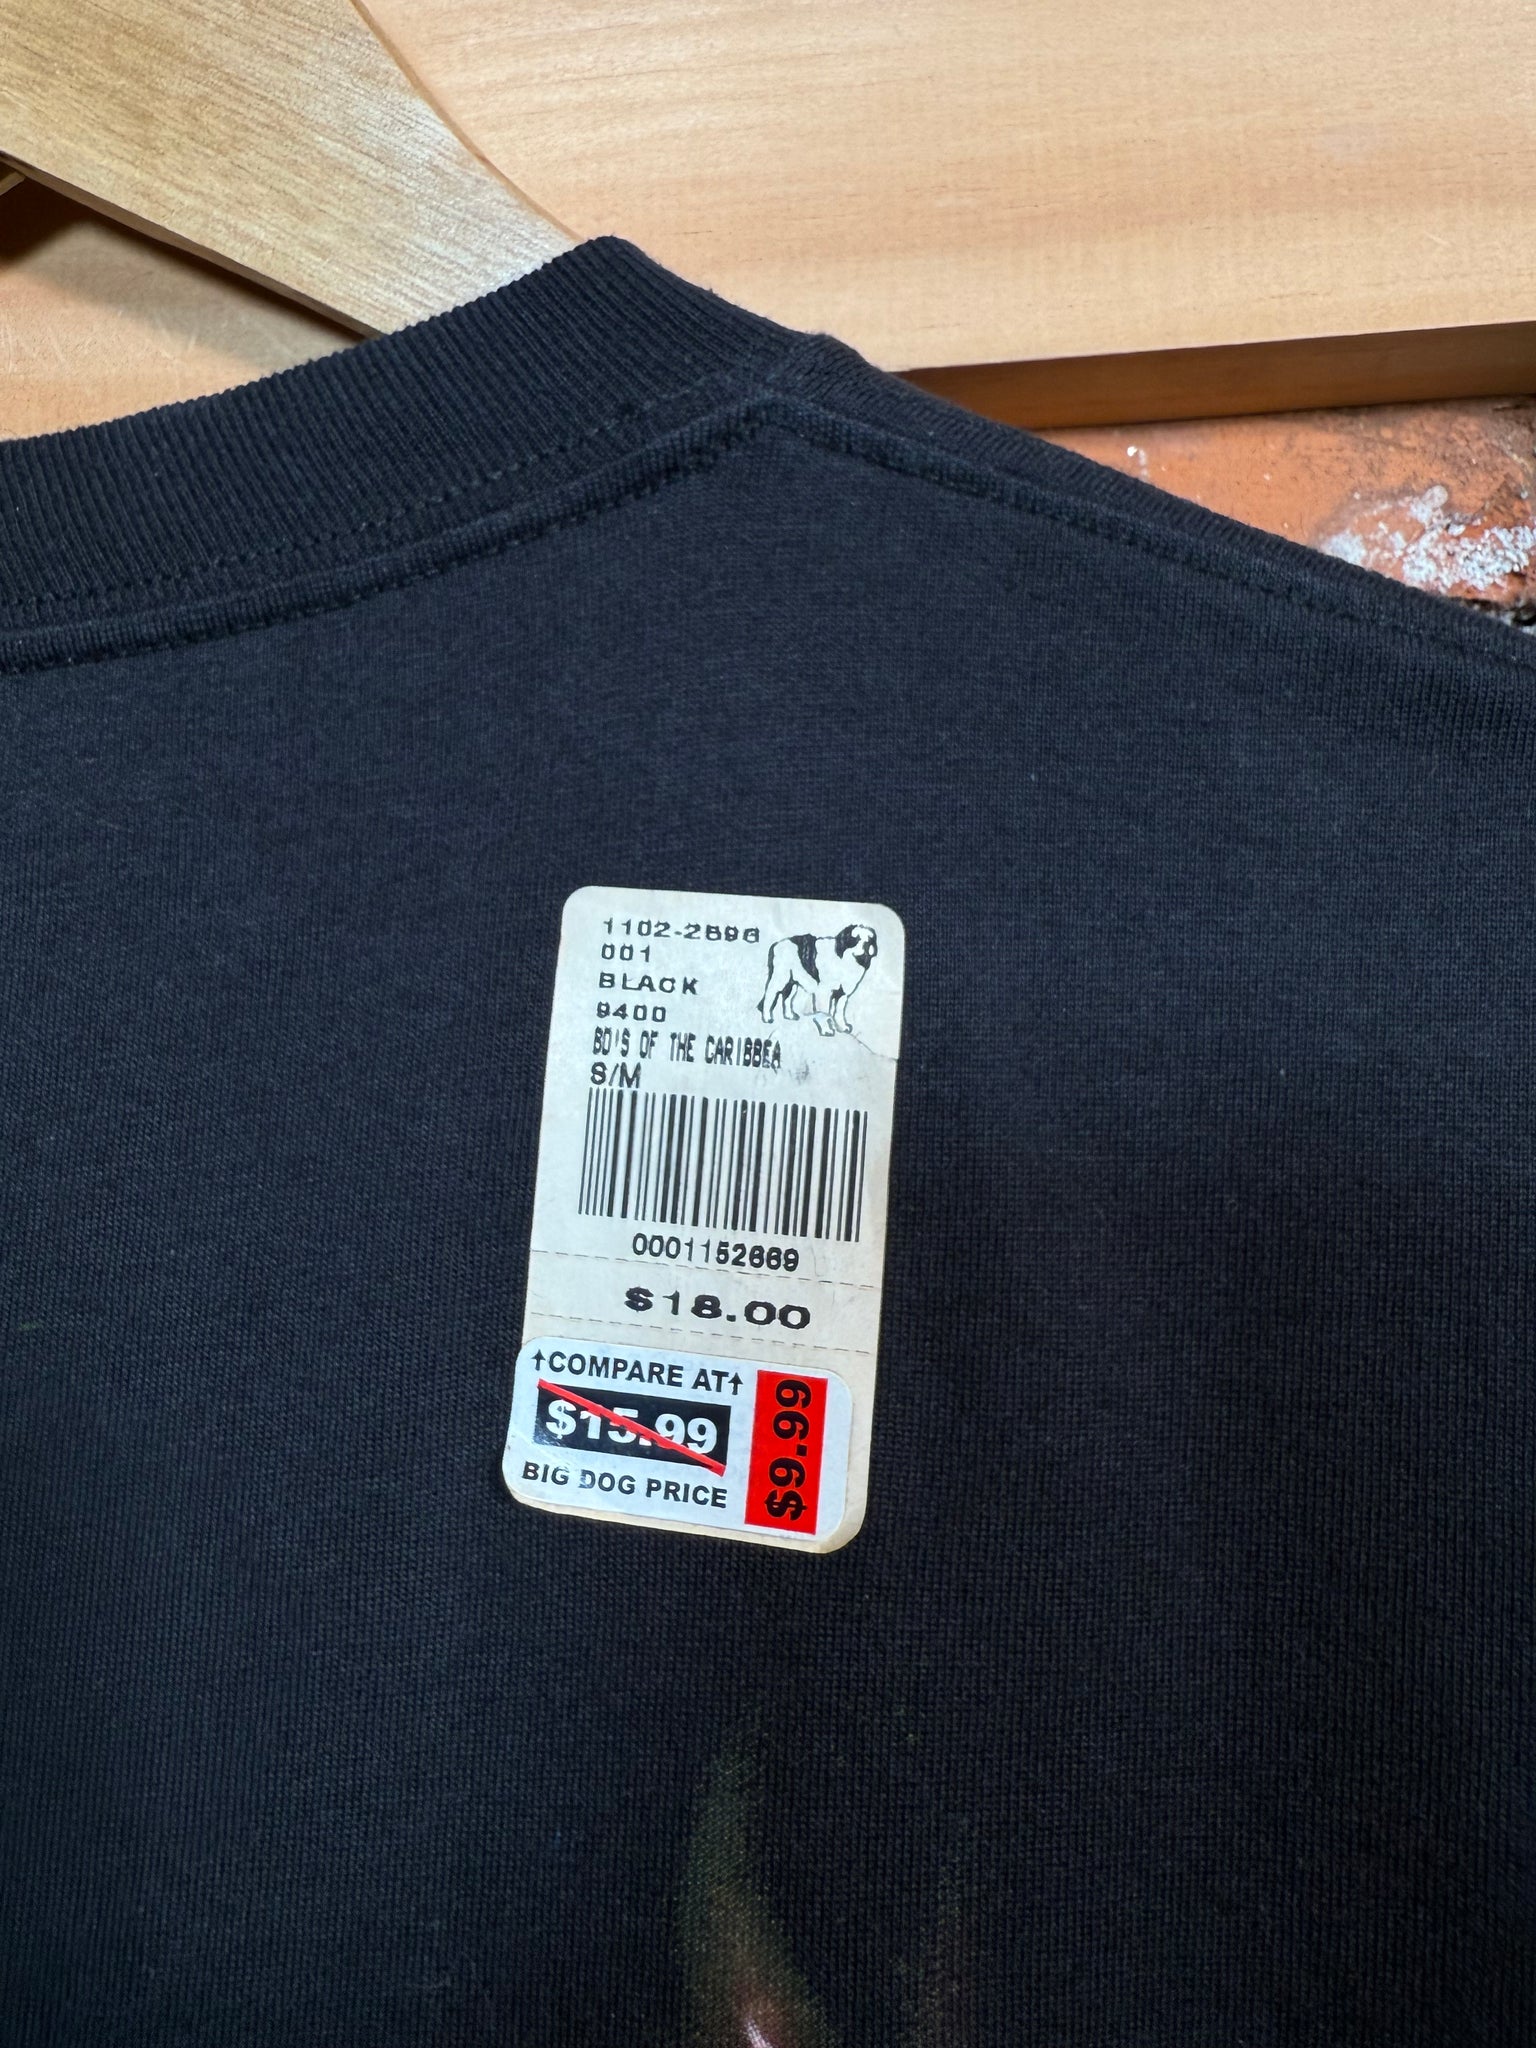 1102-2696
001
BLACK
9400
BO'S OF THE CARIBBEA
S/M
0001152669
$18.00
↑COMPARE AT↑
$15.99
BIG DOG PRICE
$9.99